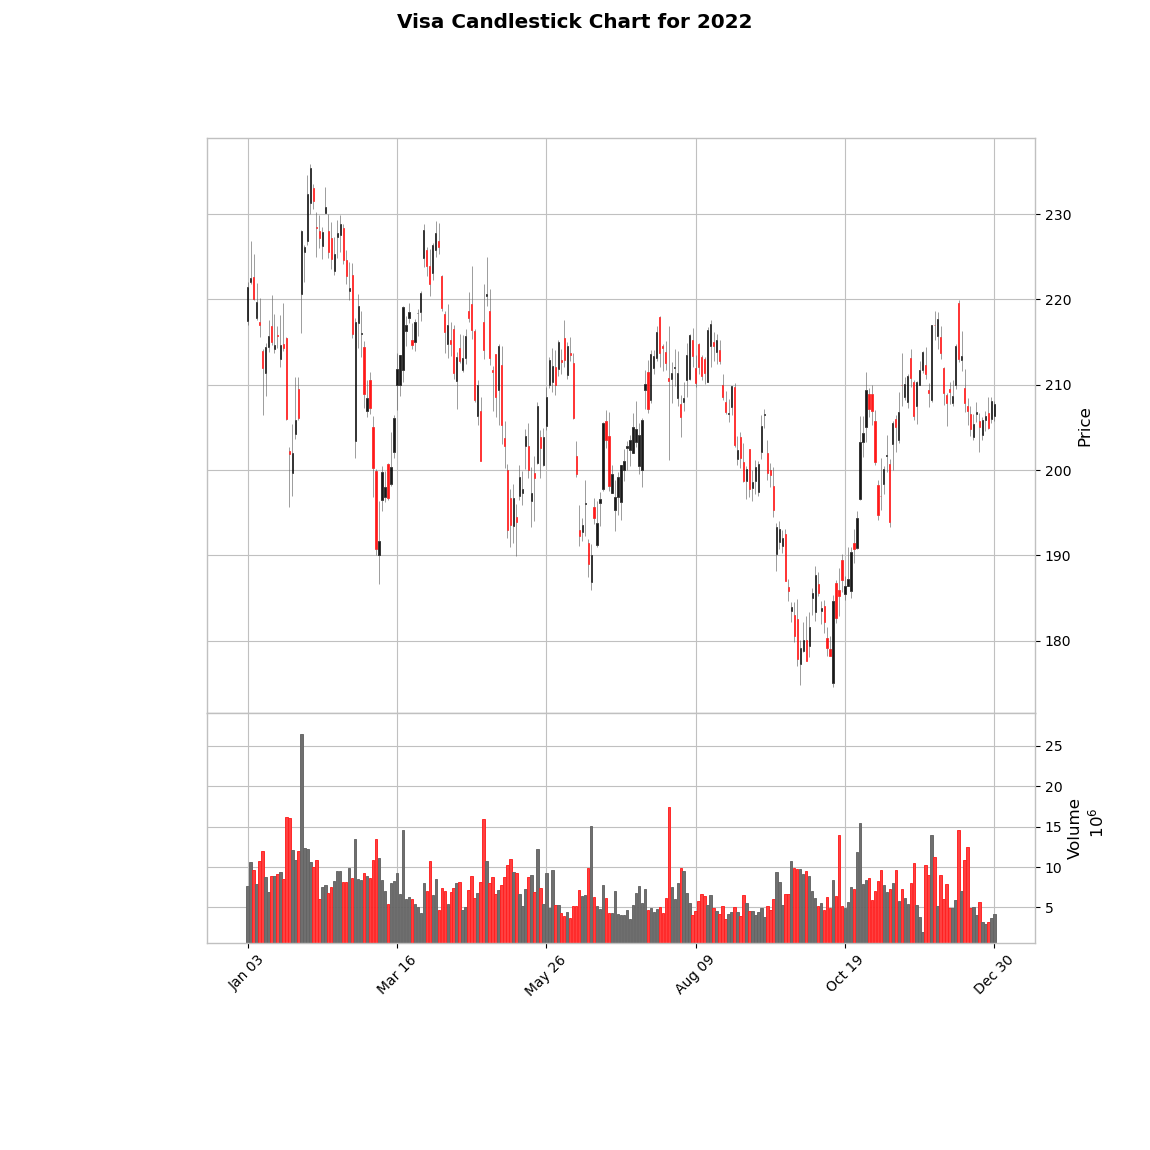 Visa Candlestick Chart for 2022
230
220
210
200
190
180
Price
25
20
15
10
5
Volume
10^6
Jan 03
Mar 16
May 26
Aug 09
Oct 19
Dec 30